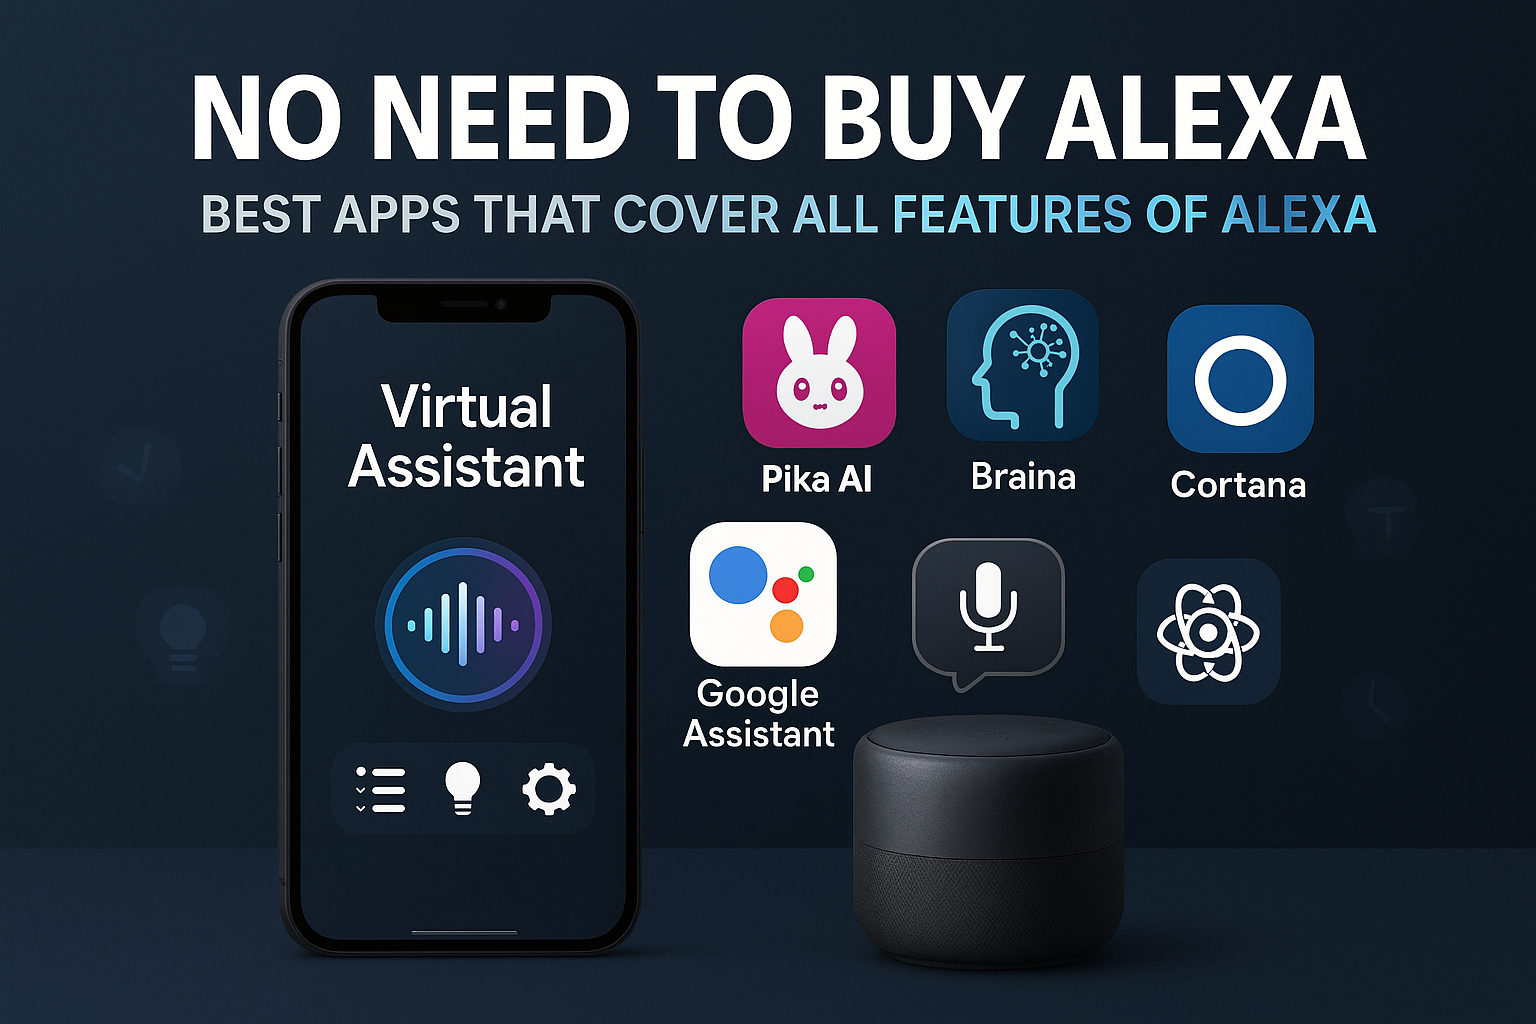 NO NEED TO BUY ALEXA
BEST APPS THAT COVER ALL FEATURES OF ALEXA
Virtual
Assistant
Pika AI
Braina
Cortana
Google
Assistant